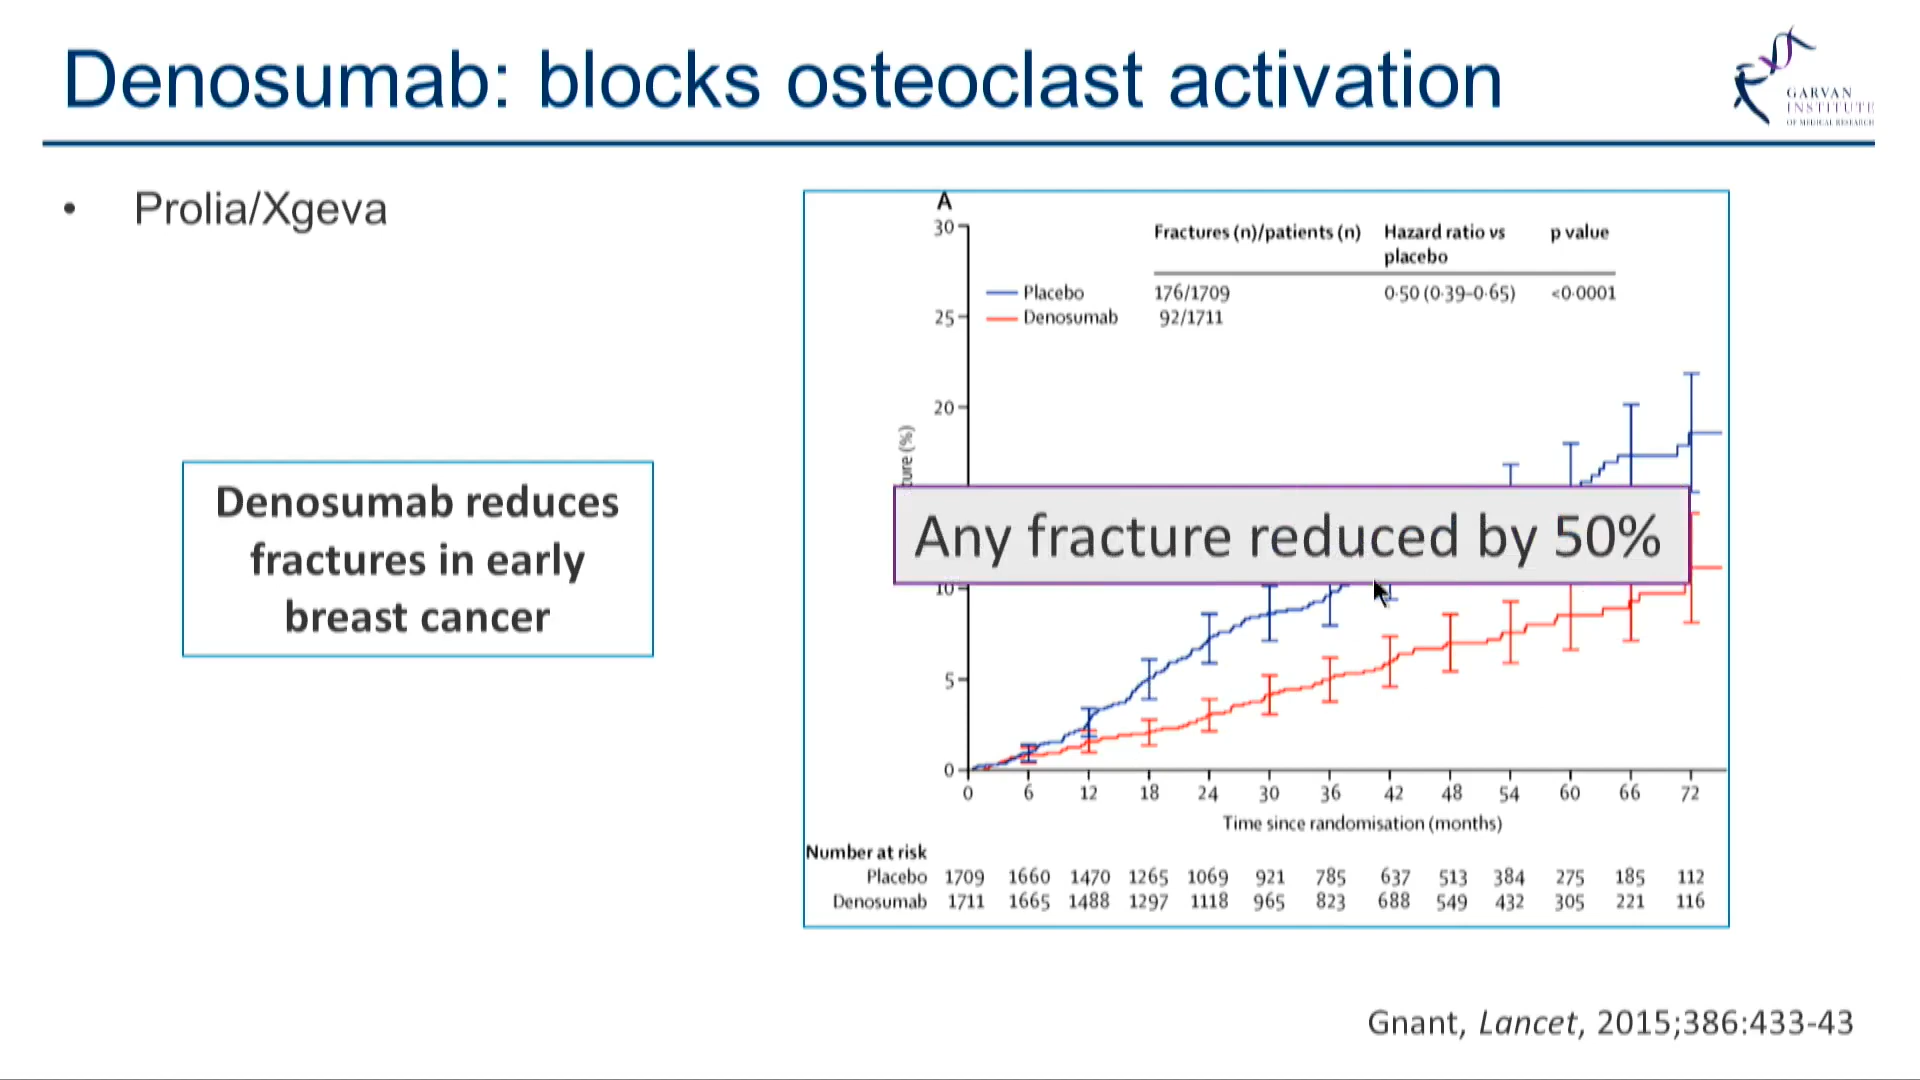 Denosumab: blocks osteoclast activation
GARVAN
INSTITUTE
OF MEDICAL RESEARCH
• Prolia/Xgeva
Denosumab reduces
fractures in early
breast cancer
A
Fractures (n)/patients (n) Hazard ratio vs placebo p value
Placebo 176/1709 0·50 (0·39–0·65) <0·0001
Denosumab 92/1711
30
25
20
10
5
0
(%)
Any fracture reduced by 50%
0 6 12 18 24 30 36 42 48 54 60 66 72
Time since randomisation (months)
Number at risk
Placebo 1709 1660 1470 1265 1069 921 785 637 513 384 275 185 112
Denosumab 1711 1665 1488 1297 1118 965 823 688 549 432 305 221 116
Gnant, Lancet, 2015;386:433-43